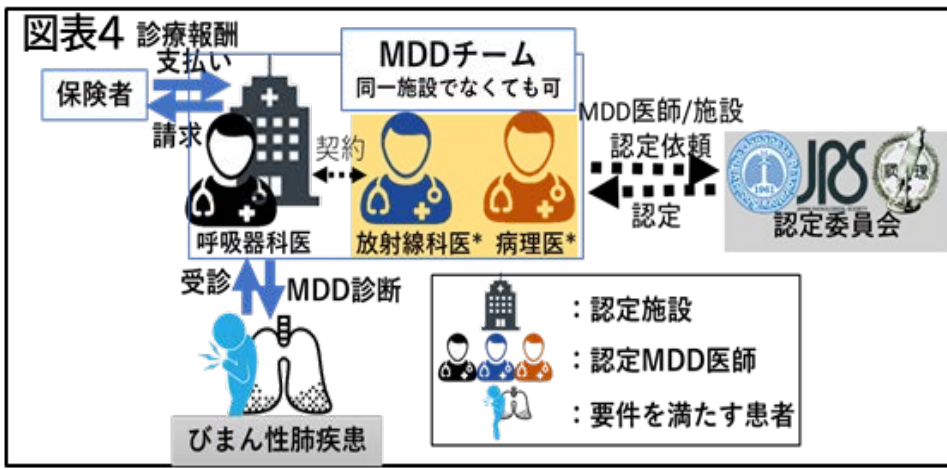 図表4
診療報酬
支払い
保険者
請求
MDDチーム
同一施設でなくても可
契約
呼吸器科医
放射線科医*
病理医*
MDD医師/施設
認定依頼
認定
1961
JRS
認定委員会
受診
MDD診断
びまん性肺疾患
：認定施設
：認定MDD医師
：要件を満たす患者